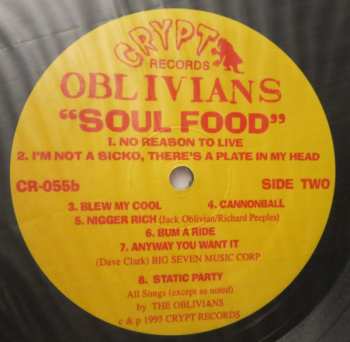 CRYPT
RECORDS
OBLIVIANS
"SOUL FOOD"
1. NO REASON TO LIVE
2. I'M NOT A SICKO, THERE'S A PLATE IN MY HEAD
CR-055b SIDE TWO
3. BLEW MY COOL 4. CANNONBALL
5. NIGGER RICH (Jack Oblivian/Richard Peeples)
6. BUM A RIDE
7. ANYWAY YOU WANT IT
(Dave Clark) BIG SEVEN MUSIC CORP
8. STATIC PARTY
All Songs (except as noted)
by THE OBLIVIANS
c & p 1995 CRYPT RECORDS